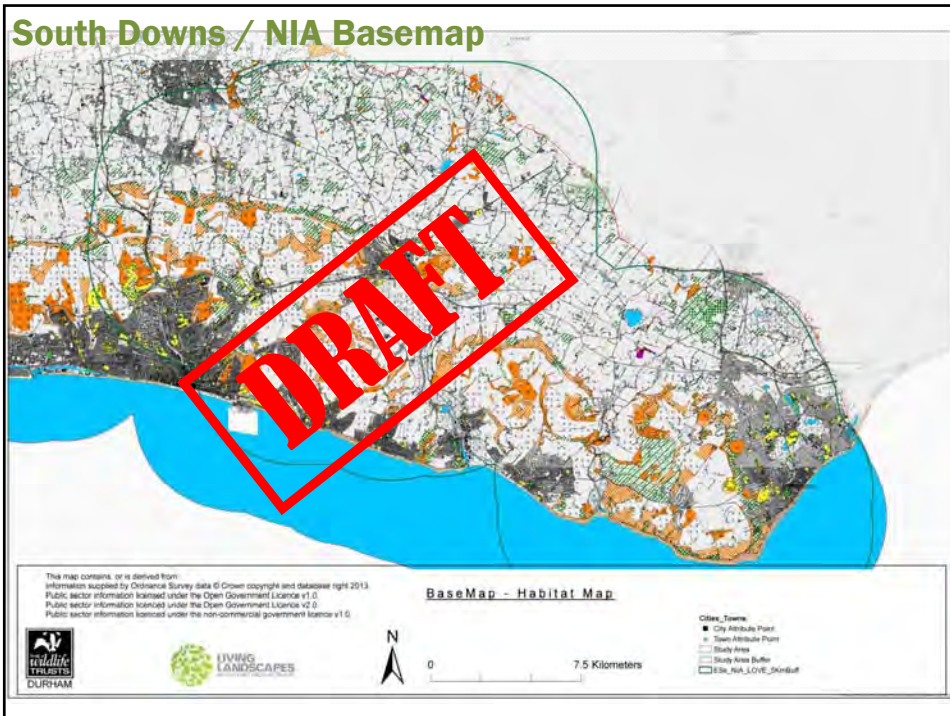 South Downs / NIA Basemap
DRAFT
This map contains, or is derived from:
information supplied by Ordnance Survey data © Crown copyright and database right 2013.
Public sector information licensed under the Open Government Licence v1.0.
Public sector information licenced under the Open Government Licence v2.0.
Public sector information licenced under the non-commercial government licence v1.0.
BaseMap - Habitat Map
THE
wildlife
TRUSTS
DURHAM
LIVING
LANDSCAPES
N
0
7.5 Kilometers
Cities_Towns
City Attribute Point
Town Attribute Point
Study Area
Study Area Buffer